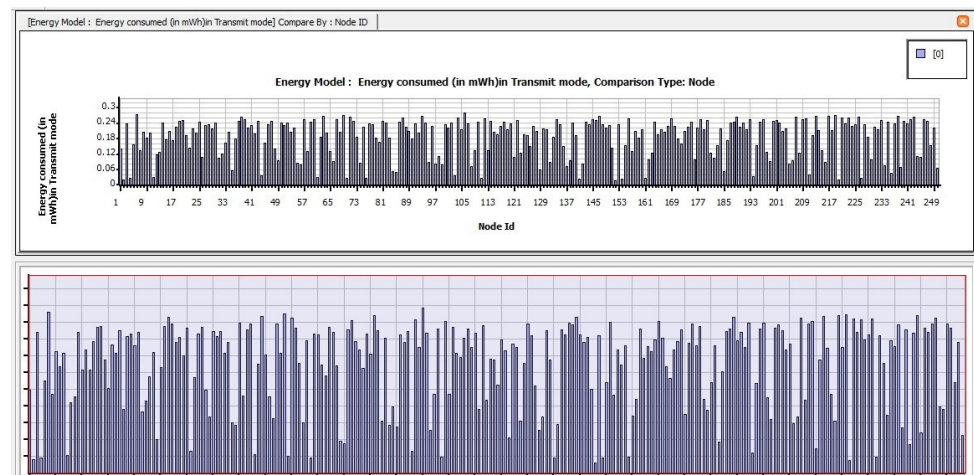 [Energy Model : Energy consumed (in mWh)in Transmit mode] Compare By : Node ID
[0]
Energy Model : Energy consumed (in mWh)in Transmit mode, Comparison Type: Node
Energy consumed (in
mWh)in Transmit mode
0.3
0.24
0.18
0.12
0.06
0
1 9 17 25 33 41 49 57 65 73 81 89 97 105 113 121 129 137 145 153 161 169 177 185 193 201 209 217 225 233 241 249
Node Id